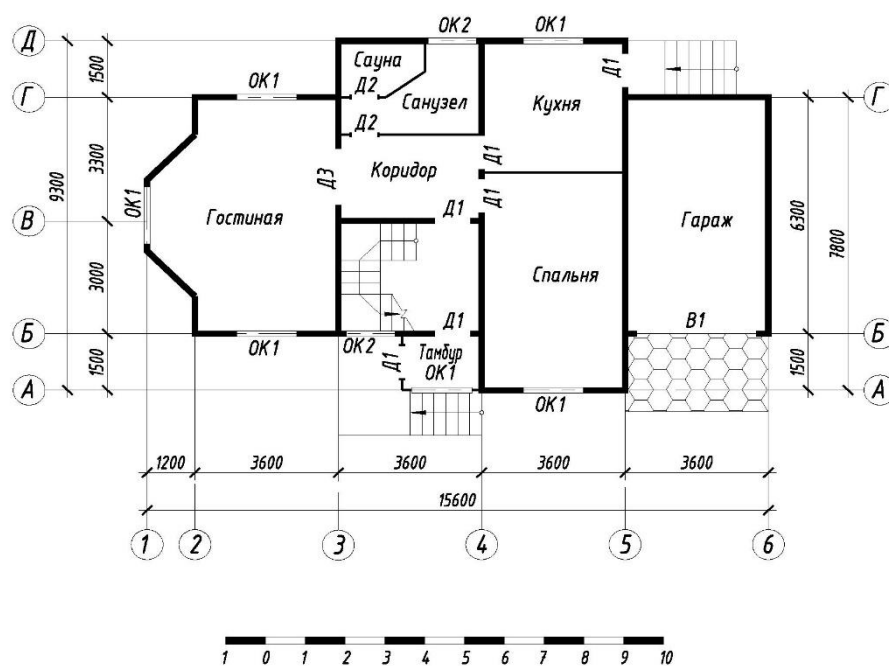 ОК2 ОК1
Д Сауна Д1
1500 Д2
Г ОК1 Санузел Кухня Г
Д2
3300 Д3 Коридор Д1
9300 ОК1 Д1 6300
В Гостиная Д1 Гараж 7800
3000 Спальня
Д1 В1
Б ОК1 ОК2 Тамбур Б
1500 Д1 ОК1 1500
А ОК1 А
1200 3600 3600 3600 3600
15600
1 2 3 4 5 6
1 0 1 2 3 4 5 6 7 8 9 10